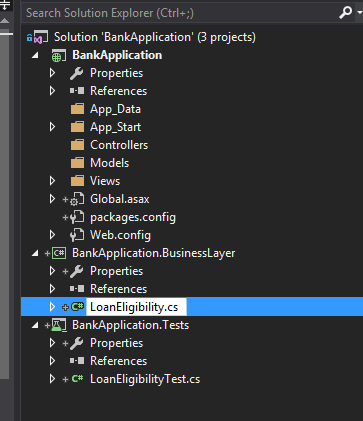 Search Solution Explorer (Ctrl+;)
Solution 'BankApplication' (3 projects)
BankApplication
Properties
References
App_Data
App_Start
Controllers
Models
Views
Global.asax
packages.config
Web.config
C# BankApplication.BusinessLayer
Properties
References
C# LoanEligibility.cs
BankApplication.Tests
Properties
References
C# LoanEligibilityTest.cs